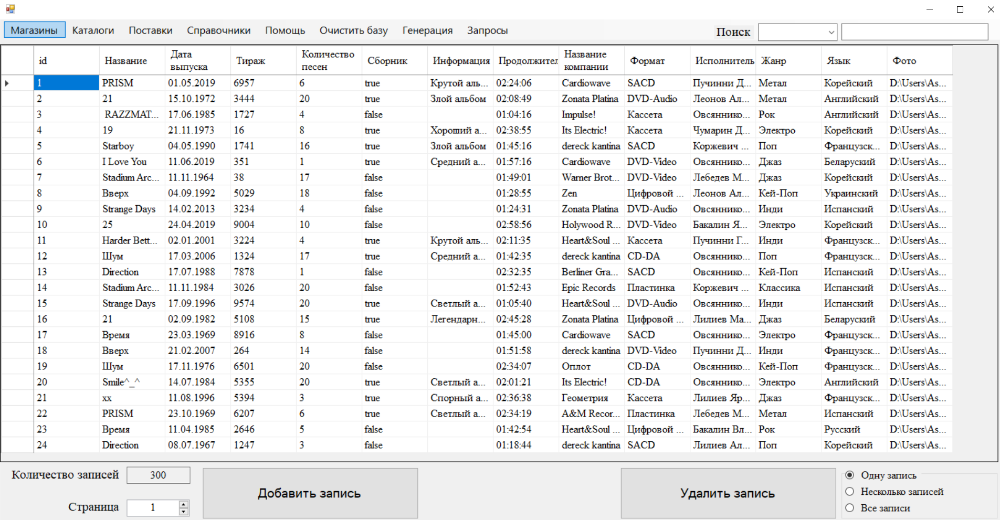 Магазины Каталоги Поставки Справочники Помощь Очистить базу Генерация Запросы Поиск
id Название Дата выпуска Тираж Количество песен Сборник Информация Продолжител Название компании Формат Исполнитель Жанр Язык Фото
1 PRISM 01.05.2019 6957 6 true Крутой аль... 02:24:06 Cardiowave SACD Пучинни Д... Метал Корейский D:\Users\As...
2 21 15.10.1972 3444 20 true Злой альбом 02:08:49 Zonata Platina DVD-Audio Леонов Ал... Метал Английский D:\Users\As...
3 RAZZMAT... 17.06.1985 1727 4 false 01:04:16 Impulse! Кассета Овсяннико... Рок Английский D:\Users\As...
4 19 21.11.1973 16 8 true Хороший а... 02:38:55 Its Electric! Кассета Чумарин Д... Электро Корейский D:\Users\As...
5 Starboy 04.05.1990 1741 16 true Злой альбом 01:45:16 dereck kantina SACD Коржевич ... Поп Французск... D:\Users\As...
6 I Love You 11.06.2019 351 1 true Средний а... 01:57:16 Cardiowave DVD-Video Овсяннико... Джаз Беларуский D:\Users\As...
7 Stadium Arc... 11.11.1964 38 17 false 01:49:01 Warner Brot... DVD-Video Лебедев М... Джаз Корейский D:\Users\As...
8 Вверх 04.09.1992 5029 18 false 01:28:55 Zen Цифровой ... Леонов Ал... Кей-Поп Украинский D:\Users\As...
9 Strange Days 14.02.2013 3234 4 false 01:24:31 Zonata Platina DVD-Audio Овсяннико... Инди Испанский D:\Users\As...
10 25 24.04.2019 9004 10 false 02:58:56 Holywood R... DVD-Video Бакалин Я... Электро Корейский D:\Users\As...
11 Harder Bett... 02.01.2001 3224 4 true Крутой аль... 02:11:35 Heart&Soul ... Кассета Пучинни Г... Инди Французск... D:\Users\As...
12 Шум 17.03.2006 1324 17 true Средний а... 01:42:35 dereck kantina CD-DA Овсяннико... Поп Французск... D:\Users\As...
13 Direction 17.07.1988 7878 1 false 02:32:35 Berliner Gra... SACD Овсяннико... Кей-Поп Испанский D:\Users\As...
14 Stadium Arc... 11.11.1984 3026 20 false 01:52:43 Epic Records Пластинка Коржевич ... Классика Испанский D:\Users\As...
15 Strange Days 17.09.1996 9574 20 true Светлый а... 01:05:40 Heart&Soul ... DVD-Audio Овсяннико... Инди Испанский D:\Users\As...
16 21 02.09.1982 5108 15 true Легендарн... 02:45:28 Zonata Platina Цифровой ... Лилиев Ма... Джаз Беларуский D:\Users\As...
17 Время 23.03.1969 8916 8 false 01:45:00 Cardiowave SACD Овсяннико... Электро Французск... D:\Users\As...
18 Вверх 21.02.2007 264 14 false 01:51:58 dereck kantina DVD-Video Пучинни Д... Инди Французск... D:\Users\As...
19 Шум 17.11.1976 6501 20 false 02:34:07 Оплот CD-DA Овсяннико... Кей-Поп Французск... D:\Users\As...
20 Smile^_^ 14.07.1984 5355 20 true Светлый а... 02:01:21 Its Electric! CD-DA Овсяннико... Электро Английский D:\Users\As...
21 xx 11.08.1996 5394 3 true Спорный а... 02:36:38 Геометрия Кассета Лилиев Яр... Джаз Французск... D:\Users\As...
22 PRISM 23.10.1969 6207 6 true Светлый а... 02:34:19 A&M Recor... Пластинка Лебедев М... Метал Испанский D:\Users\As...
23 Время 11.04.1985 2646 5 false 01:42:54 Heart&Soul ... Цифровой ... Бакалин Вл... Рок Русский D:\Users\As...
24 Direction 08.07.1967 1247 3 false 01:18:44 dereck kantina SACD Лилиев Ал... Поп Корейский D:\Users\As...
Количество записей 300
Страница 1
Добавить запись
Удалить запись
Одну запись
Несколько записей
Все записи